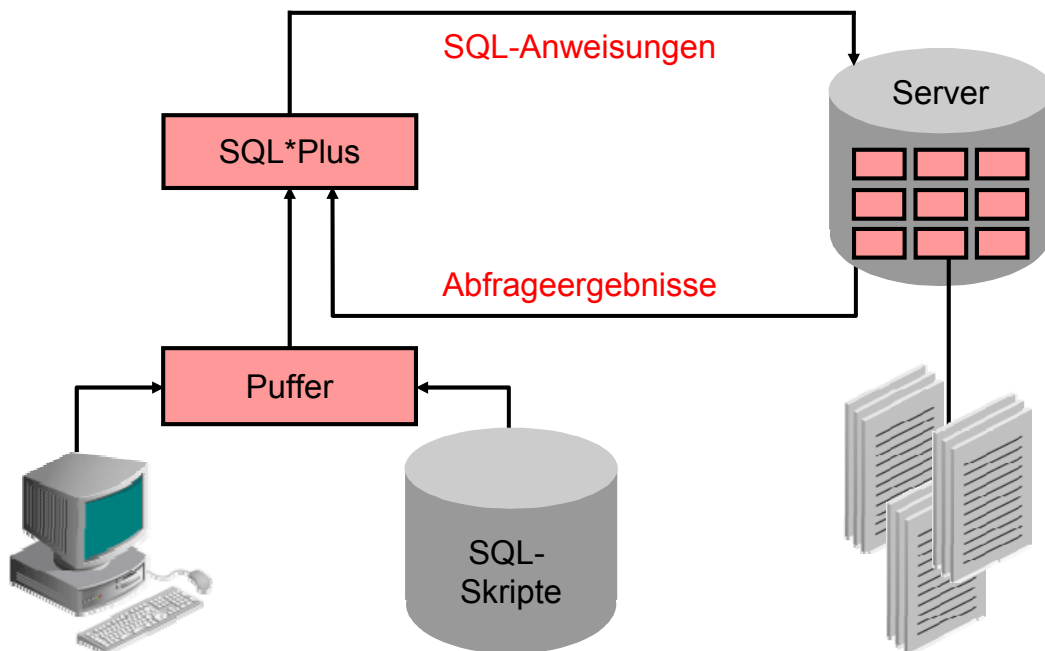 SQL-Anweisungen
Server
SQL*Plus
Abfrageergebnisse
Puffer
SQL-
Skripte